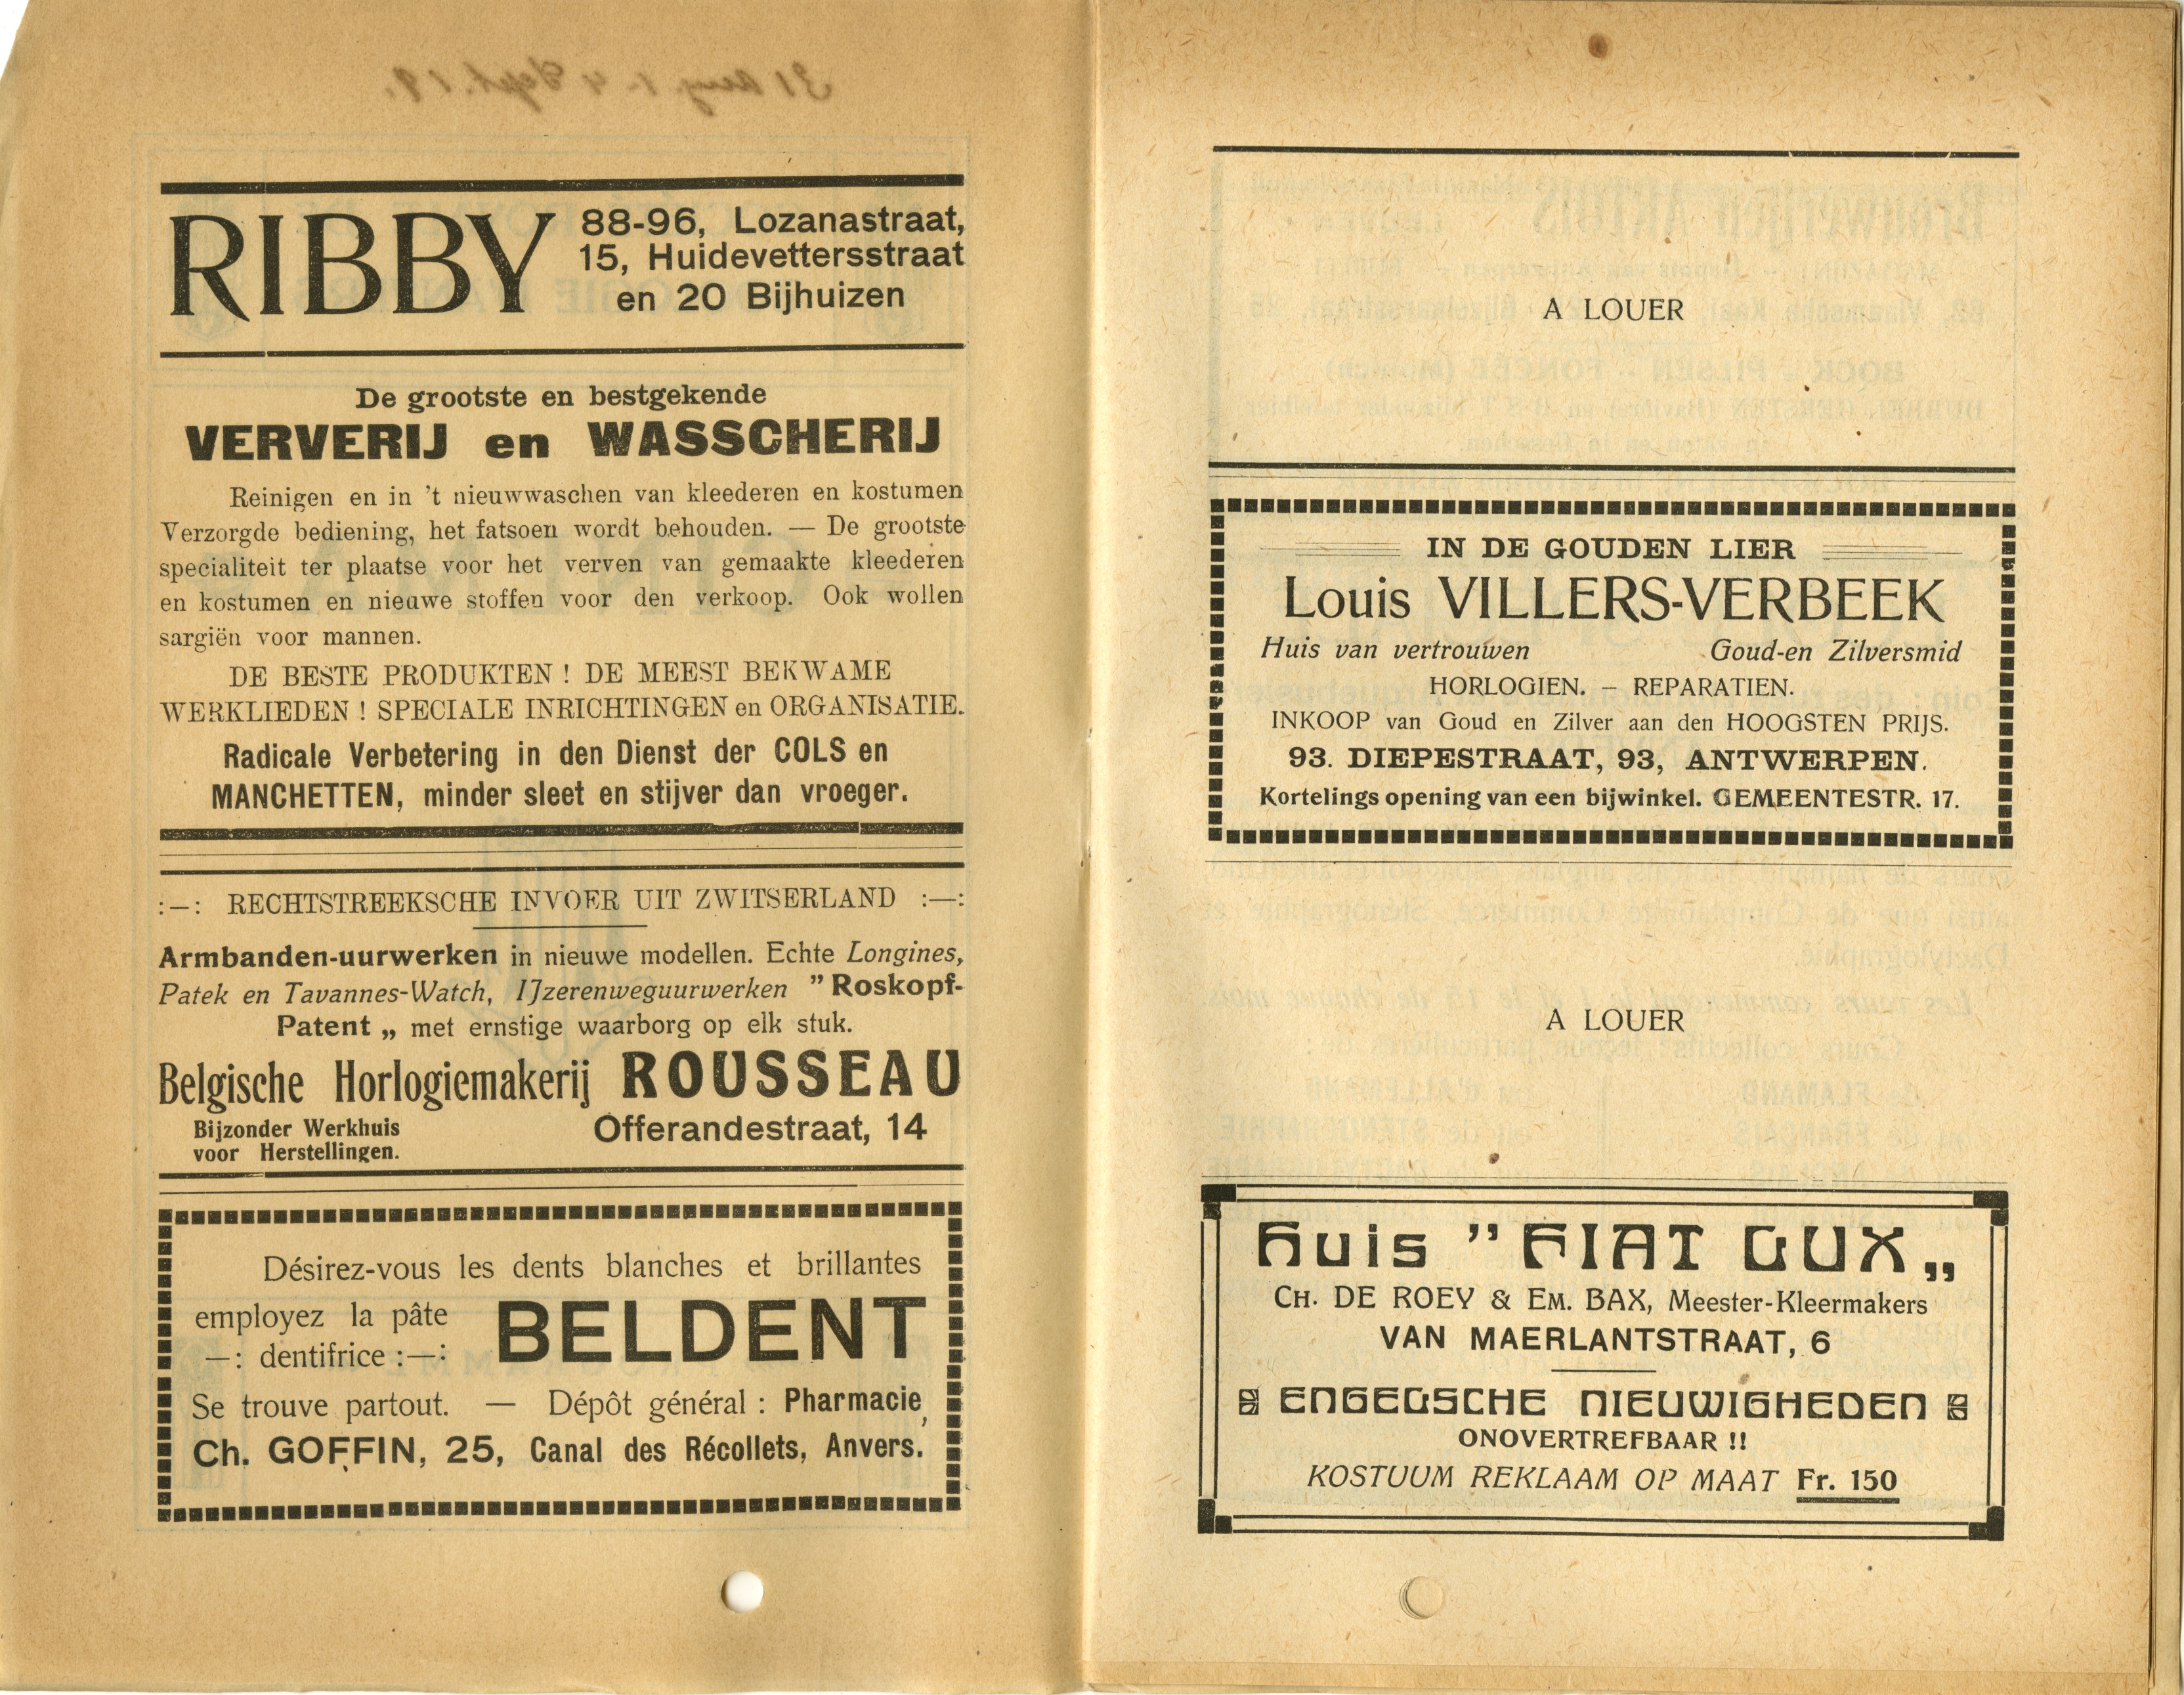 RIBBY
88-96, Lozanastraat,
15, Huidevettersstraat
en 20 Bijhuizen
De grootste en bestgekende
VERVERIJ en WASSCHERIJ
Reinigen en in 't nieuwwaschen van kleederen en kostumen
Verzorgde bediening, het fatsoen wordt behouden. — De grootste
specialiteit ter plaatse voor het verven van gemaakte kleederen
en kostumen en nieuwe stoffen voor den verkoop. Ook wollen
sargiën voor mannen.
DE BESTE PRODUKTEN ! DE MEEST BEKWAME
WERKLIEDEN ! SPECIALE INRICHTINGEN en ORGANISATIE.
Radicale Verbetering in den Dienst der COLS en
MANCHETTEN, minder sleet en stijver dan vroeger.
:—: RECHTSTREEKSCHE INVOER UIT ZWITSERLAND :—:
Armbanden-uurwerken in nieuwe modellen. Echte Longines,
Patek en Tavannes-Watch, IJzerenweguurwerken ” Roskopf-
Patent „ met ernstige waarborg op elk stuk.
Belgische Horlogiemakerij ROUSSEAU
Bijzonder Werkhuis
voor Herstellingen.
Offerandestraat, 14
Désirez-vous les dents blanches et brillantes
employez la pâte
—: dentifrice :—:
BELDENT
Se trouve partout. — Dépôt général : Pharmacie
Ch. GOFFIN, 25, Canal des Récollets, Anvers.
A LOUER
IN DE GOUDEN LIER
Louis VILLERS-VERBEEK
Huis van vertrouwen Goud-en Zilversmid
HORLOGIEN. — REPARATIEN.
INKOOP van Goud en Zilver aan den HOOGSTEN PRIJS.
93. DIEPESTRAAT, 93, ANTWERPEN.
Kortelings opening van een bijwinkel. GEMEENTESTR. 17.
A LOUER
Huis ” FIAT LUX „
CH. DE ROEY & EM. BAX, Meester-Kleermakers
VAN MAERLANTSTRAAT, 6
ENGELSCHE NIEUWIGHEDEN
ONOVERTREFBAAR !!
KOSTUUM REKLAAM OP MAAT Fr. 150